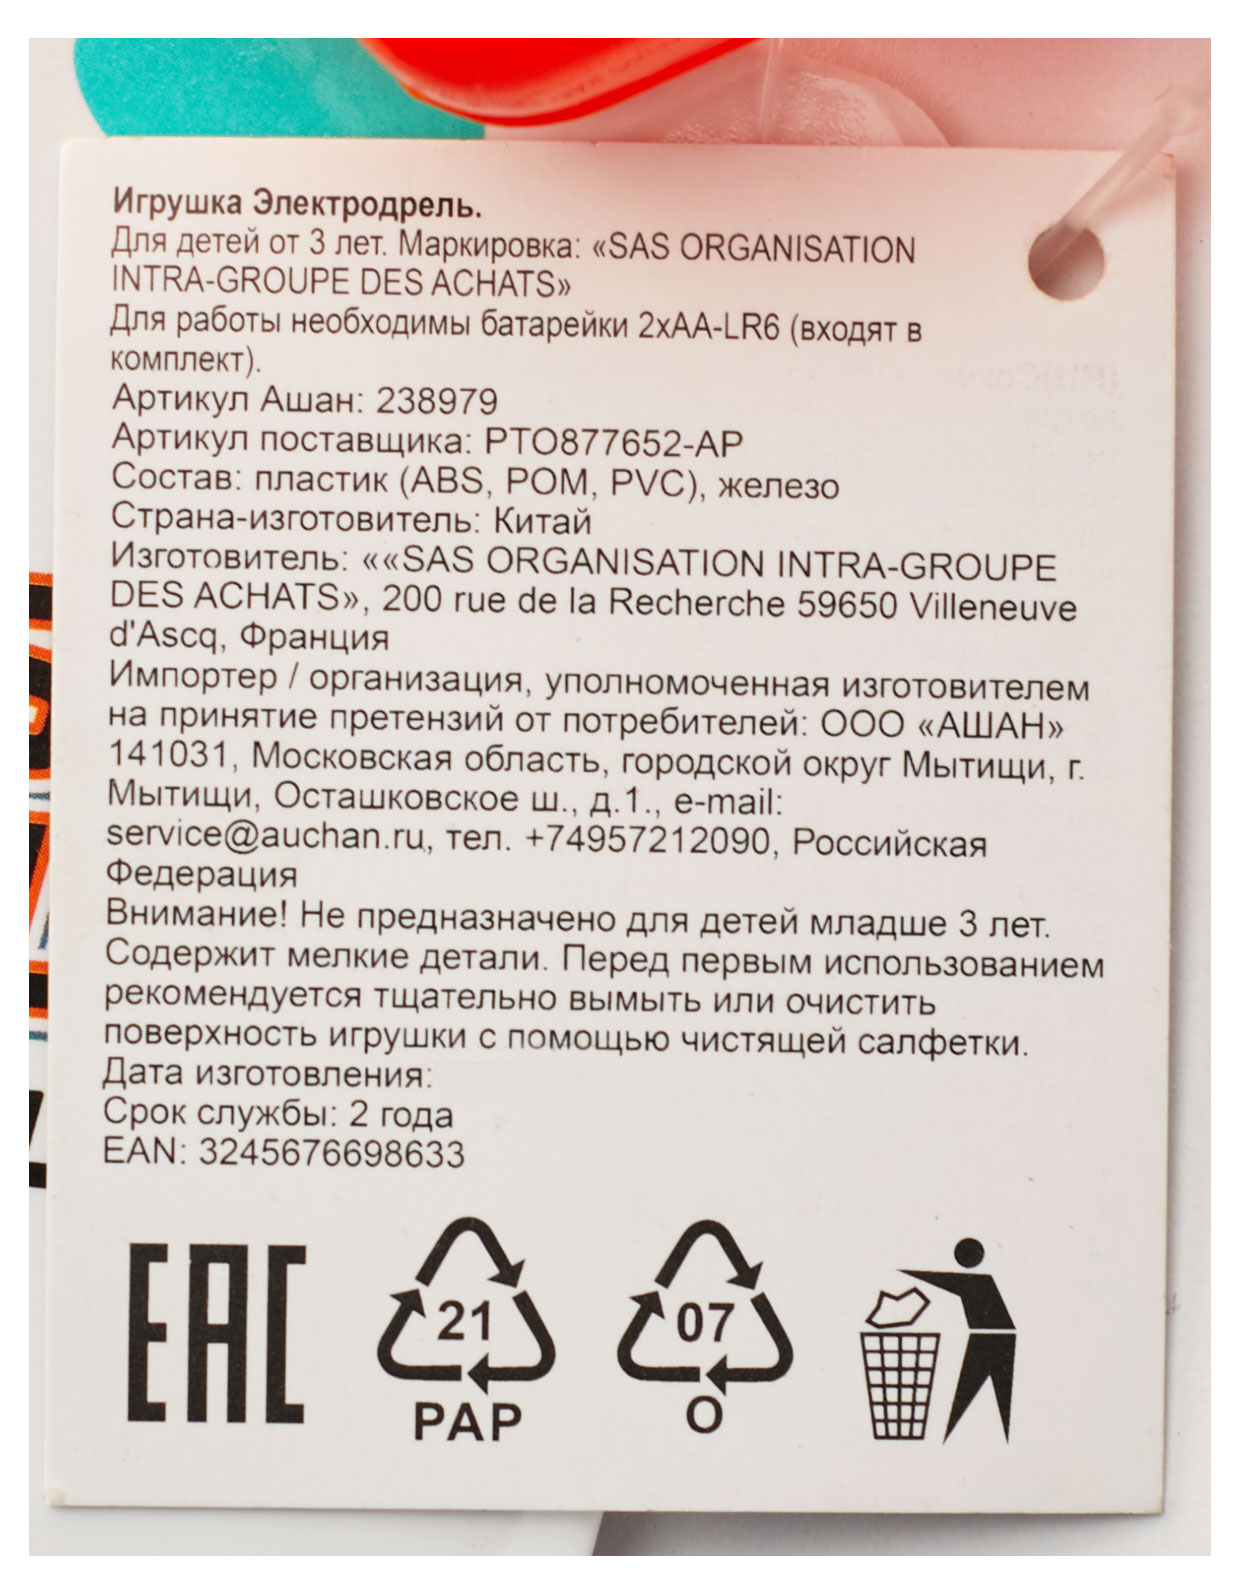 Игрушка Электродрель.
Для детей от 3 лет. Маркировка: «SAS ORGANISATION
INTRA-GROUPE DES ACHATS»
Для работы необходимы батарейки 2xAA-LR6 (входят в
комплект).
Артикул Ашан: 238979
Артикул поставщика: PTO877652-AP
Состав: пластик (ABS, POM, PVC), железо
Страна-изготовитель: Китай
Изготовитель: ««SAS ORGANISATION INTRA-GROUPE
DES ACHATS», 200 rue de la Recherche 59650 Villeneuve
d'Ascq, Франция
Импортер / организация, уполномоченная изготовителем
на принятие претензий от потребителей: ООО «АШАН»
141031, Московская область, городской округ Мытищи, г.
Мытищи, Осташковское ш., д.1., e-mail:
service@auchan.ru, тел. +74957212090, Российская
Федерация
Внимание! Не предназначено для детей младше 3 лет.
Содержит мелкие детали. Перед первым использованием
рекомендуется тщательно вымыть или очистить
поверхность игрушки с помощью чистящей салфетки.
Дата изготовления:
Срок службы: 2 года
EAN: 3245676698633
EAC 21 07
PAP O